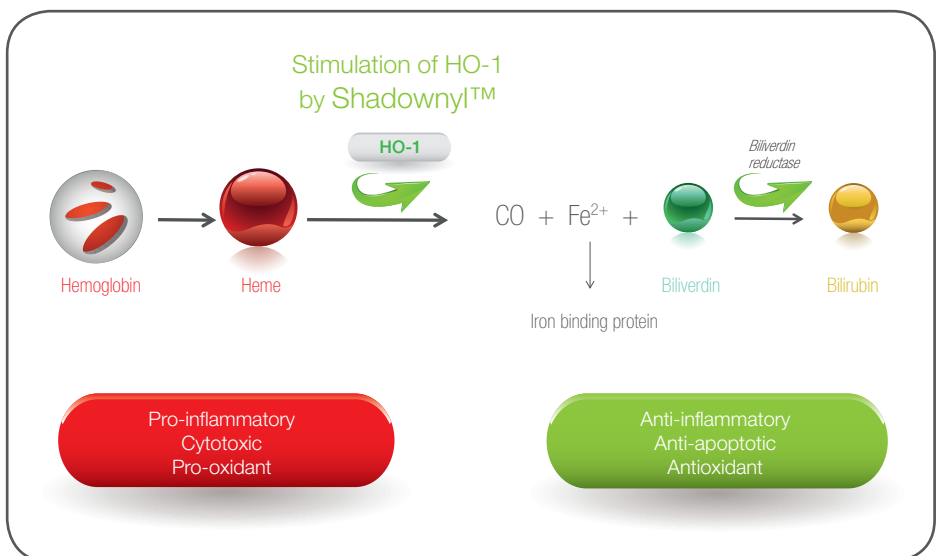 Stimulation of HO-1
by Shadownyl™
HO-1
Biliverdin
reductase
CO + Fe²⁺ +
Hemoglobin
Heme
Biliverdin
Bilirubin
Iron binding protein
Pro-inflammatory
Cytotoxic
Pro-oxidant
Anti-inflammatory
Anti-apoptotic
Antioxidant